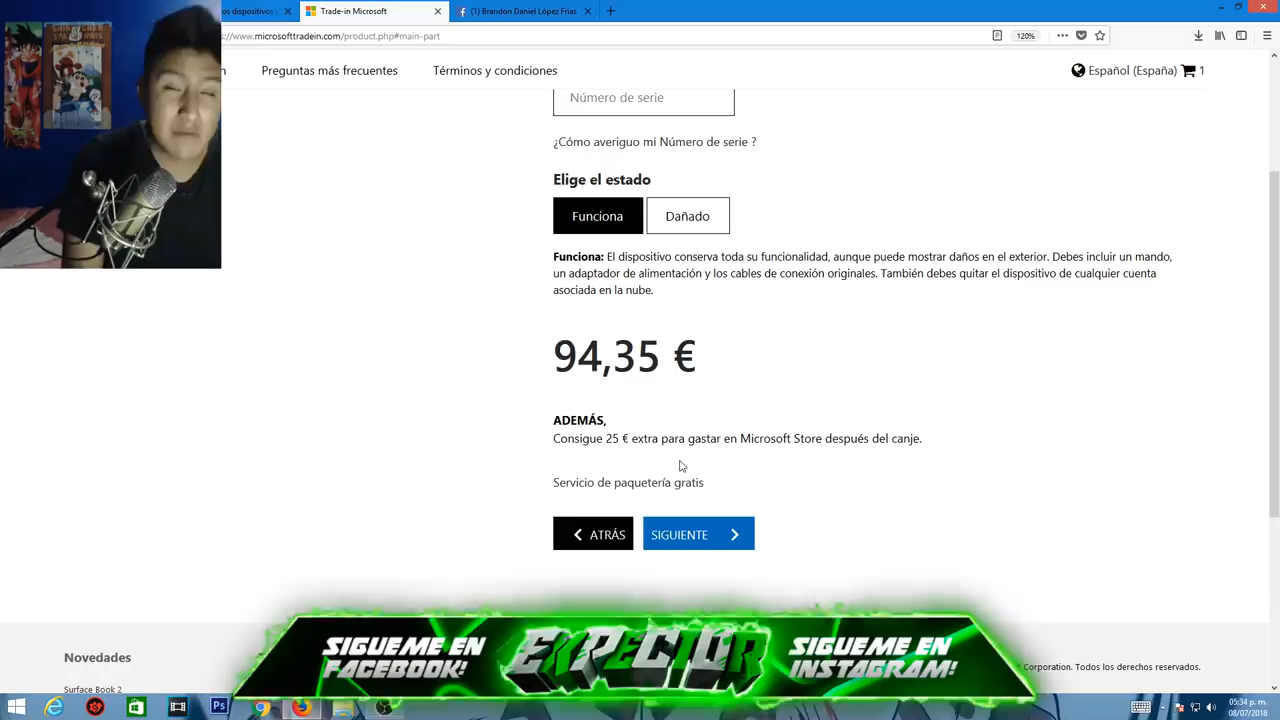 os dispositivos
Trade-in Microsoft
(1) Brandon Daniel López Frias
://www.microsofttradein.com/product.php#main-part
120%
n
Preguntas más frecuentes
Términos y condiciones
Español (España)
1
Número de serie
¿Cómo averiguo mi Número de serie ?
Elige el estado
Funciona
Dañado
Funciona: El dispositivo conserva toda su funcionalidad, aunque puede mostrar daños en el exterior. Debes incluir un mando,
un adaptador de alimentación y los cables de conexión originales. También debes quitar el dispositivo de cualquier cuenta
asociada en la nube.
94,35 €
ADEMÁS,
Consigue 25 € extra para gastar en Microsoft Store después del canje.
Servicio de paquetería gratis
ATRÁS
SIGUIENTE
SIGUEME EN
FACEBOOK!
SIGUEME EN
INSTAGRAM!
Novedades
Corporation. Todos los derechos reservados.
Surface Book 2
Ps
05:34 p. m.
08/07/2018